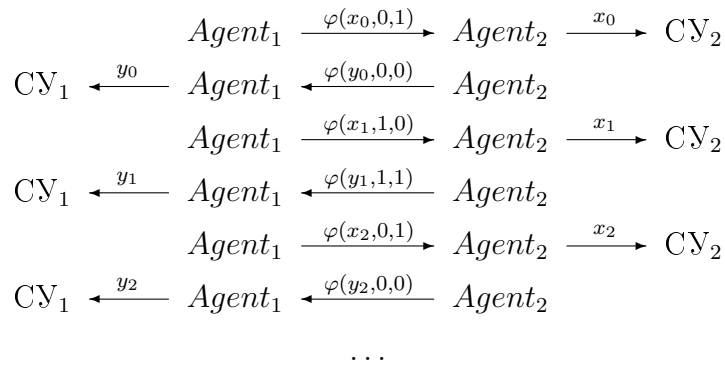 Agent₁ φ(x₀,0,1) Agent₂ x₀ СУ₂
СУ₁ y₀ Agent₁ φ(y₀,0,0) Agent₂
Agent₁ φ(x₁,1,0) Agent₂ x₁ СУ₂
СУ₁ y₁ Agent₁ φ(y₁,1,1) Agent₂
Agent₁ φ(x₂,0,1) Agent₂ x₂ СУ₂
СУ₁ y₂ Agent₁ φ(y₂,0,0) Agent₂
...